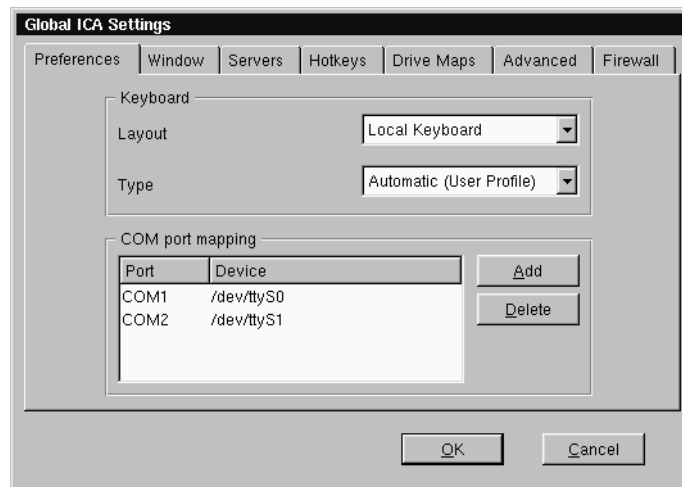 Global ICA Settings
Preferences Window Servers Hotkeys Drive Maps Advanced Firewall
Keyboard
Layout Local Keyboard
Type Automatic (User Profile)
COM port mapping
Port Device
COM1 /dev/ttyS0
COM2 /dev/ttyS1
Add
Delete
OK Cancel